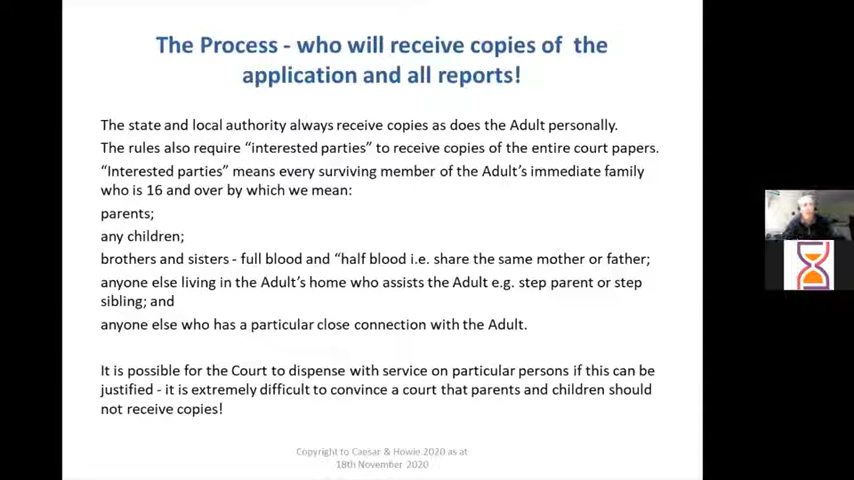 The Process - who will receive copies of  the
application and all reports!
The state and local authority always receive copies as does the Adult personally.
The rules also require “interested parties” to receive copies of the entire court papers.
“Interested parties” means every surviving member of the Adult’s immediate family
who is 16 and over by which we mean:
parents;
any children;
brothers and sisters - full blood and “half blood i.e. share the same mother or father;
anyone else living in the Adult’s home who assists the Adult e.g. step parent or step
sibling; and
anyone else who has a particular close connection with the Adult.
It is possible for the Court to dispense with service on particular persons if this can be
justified - it is extremely difficult to convince a court that parents and children should
not receive copies!
Copyright to Caesar & Howie 2020 as at
18th November 2020